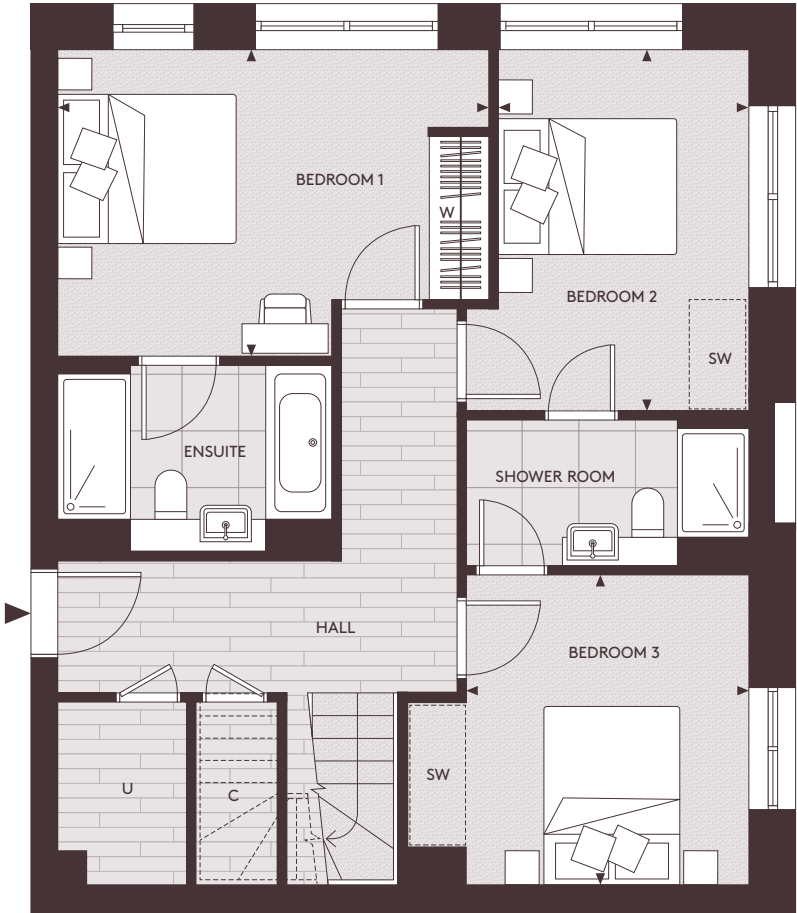 BEDROOM 1
W
BEDROOM 2
SW
ENSUITE
SHOWER ROOM
HALL
BEDROOM 3
SW
U
C